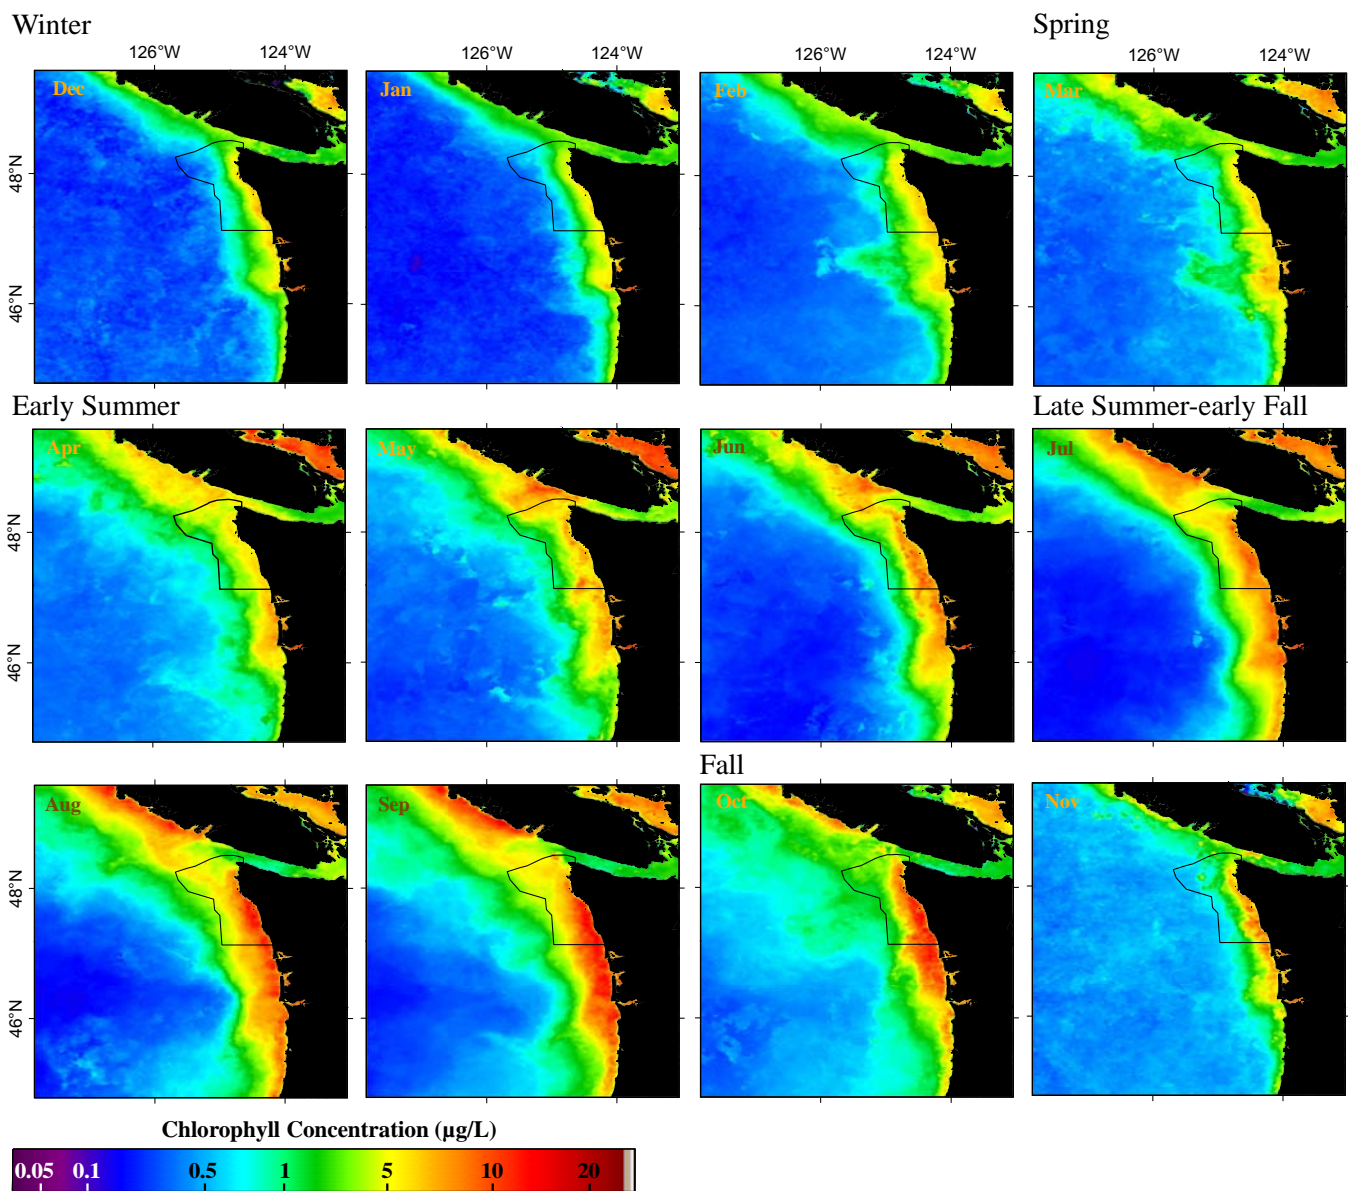 Winter
Spring
126°W 124°W 126°W 124°W 126°W 124°W 126°W 124°W
Dec Jan Feb Mar
48°N
46°N
Early Summer
Late Summer-early Fall
Apr May Jun Jul
48°N
46°N
Fall
Aug Sep Oct Nov
48°N
46°N
Chlorophyll Concentration (µg/L)
0.05 0.1 0.5 1 5 10 20